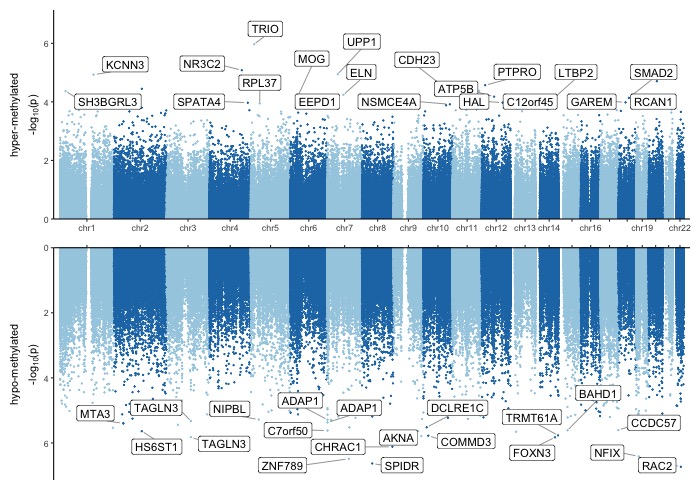 TRIO
UPP1
KCNN3
NR3C2
MOG
CDH23
ELN
PTPRO
LTBP2
SMAD2
RPL37
ATP5B
SH3BGRL3
SPATA4
EEPD1
NSMCE4A
HAL
C12orf45
GAREM
RCAN1
hyper-methylated
-log10(p)
6
4
2
0
chr1
chr2
chr3
chr4
chr5
chr6
chr7
chr8
chr9
chr10
chr11
chr12
chr13
chr14
chr16
chr19
chr22
hypo-methylated
-log10(p)
0
2
4
6
BAHD1
ADAP1
MTA3
TAGLN3
NIPBL
ADAP1
DCLRE1C
TRMT61A
CCDC57
C7orf50
AKNA
HS6ST1
TAGLN3
CHRAC1
COMMD3
FOXN3
NFIX
ZNF789
SPIDR
RAC2